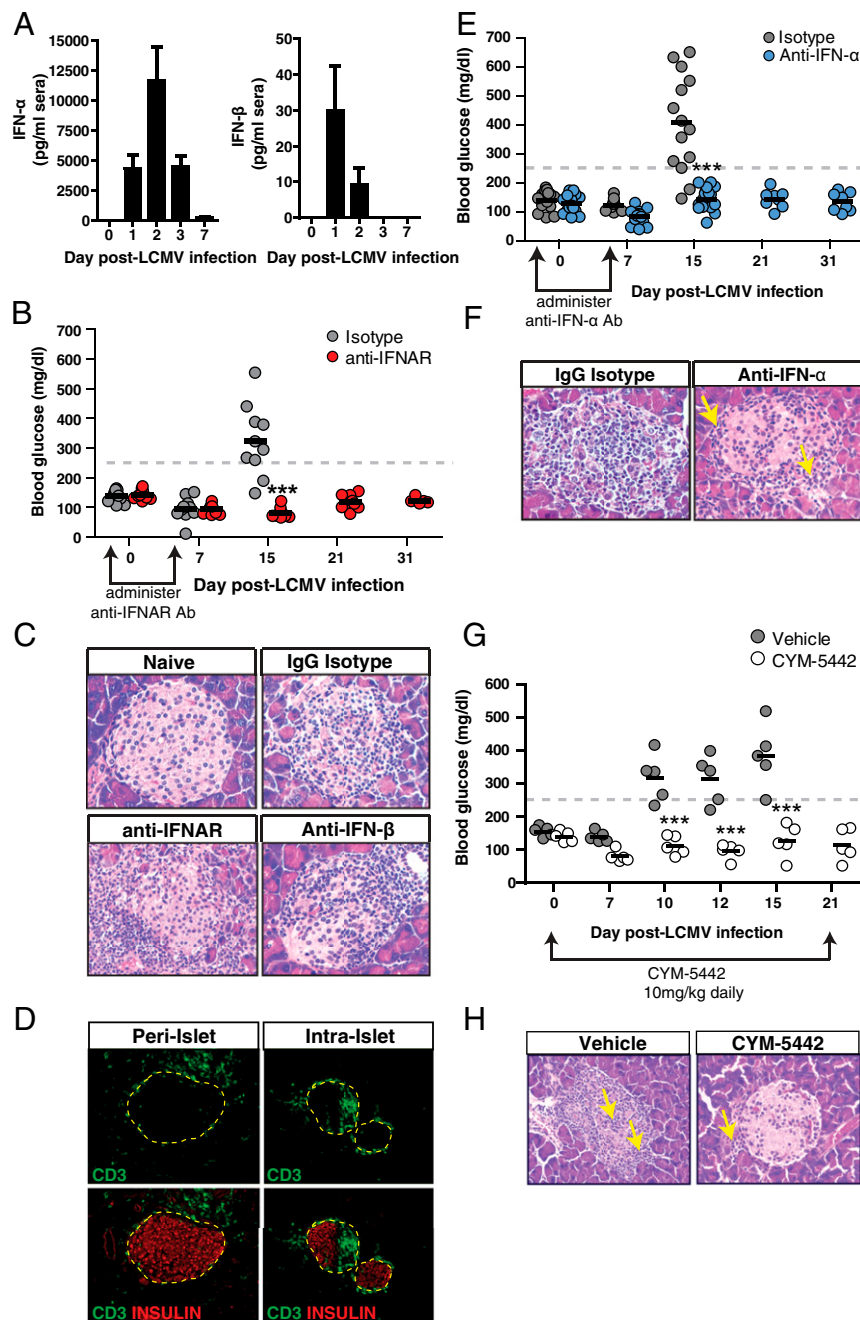 A
15000
12500
10000
7500
5000
2500
0
IFN-α
(pg/ml sera)
0 1 2 3 7
Day post-LCMV infection
50
40
30
20
10
0
IFN-β
(pg/ml sera)
0 1 2 3 7
Day post-LCMV infection
B
Isotype
anti-IFNAR
700
600
500
400
300
200
100
0
Blood glucose (mg/dl)
***
0 7 15 21 31
Day post-LCMV infection
administer
anti-IFNAR Ab
C
Naive
IgG Isotype
anti-IFNAR
Anti-IFN-β
D
Peri-Islet
Intra-Islet
CD3
CD3
CD3 INSULIN
CD3 INSULIN
E
Isotype
Anti-IFN-α
700
600
500
400
300
200
100
0
Blood glucose (mg/dl)
***
0 7 15 21 31
Day post-LCMV infection
administer
anti-IFN-α Ab
F
IgG Isotype
Anti-IFN-α
G
Vehicle
CYM-5442
600
500
400
300
200
100
0
Blood glucose (mg/dl)
*** *** ***
0 7 10 12 15 21
Day post-LCMV infection
CYM-5442
10mg/kg daily
H
Vehicle
CYM-5442